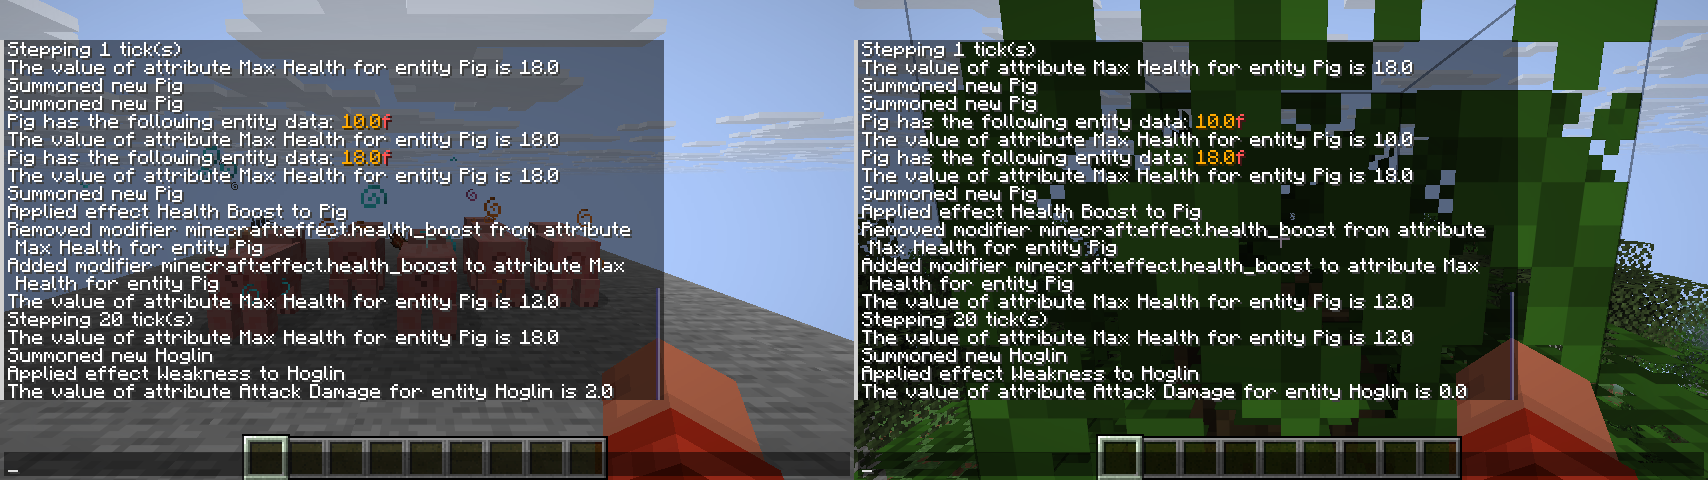 Stepping 1 tick(s)
The value of attribute Max Health for entity Pig is 18.0
Summoned new Pig
Summoned new Pig
Pig has the following entity data: 10.0f
The value of attribute Max Health for entity Pig is 18.0
Pig has the following entity data: 18.0f
The value of attribute Max Health for entity Pig is 18.0
Summoned new Pig
Applied effect Health Boost to Pig
Removed modifier minecraft:effect.health_boost from attribute
Max Health for entity Pig
Added modifier minecraft:effect.health_boost to attribute Max
Health for entity Pig
The value of attribute Max Health for entity Pig is 12.0
Stepping 20 tick(s)
The value of attribute Max Health for entity Pig is 18.0
Summoned new Hoglin
Applied effect Weakness to Hoglin
The value of attribute Attack Damage for entity Hoglin is 2.0
_
Stepping 1 tick(s)
The value of attribute Max Health for entity Pig is 18.0
Summoned new Pig
Summoned new Pig
Pig has the following entity data: 10.0f
The value of attribute Max Health for entity Pig is 10.0
Pig has the following entity data: 18.0f
The value of attribute Max Health for entity Pig is 18.0
Summoned new Pig
Applied effect Health Boost to Pig
Removed modifier minecraft:effect.health_boost from attribute
Max Health for entity Pig
Added modifier minecraft:effect.health_boost to attribute Max
Health for entity Pig
The value of attribute Max Health for entity Pig is 12.0
Stepping 20 tick(s)
The value of attribute Max Health for entity Pig is 12.0
Summoned new Hoglin
Applied effect Weakness to Hoglin
The value of attribute Attack Damage for entity Hoglin is 0.0
_